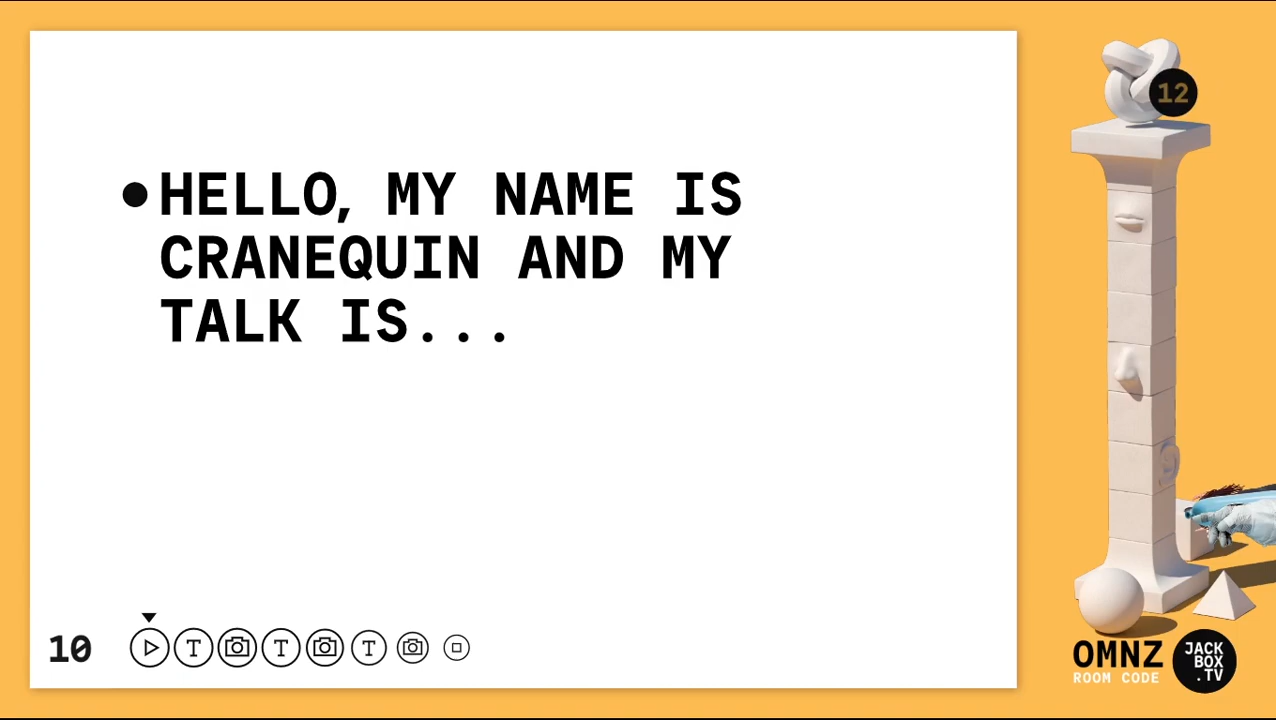 12
HELLO, MY NAME IS
CRANEQUIN AND MY
TALK IS...
10
T T T
OMNZ
ROOM CODE
JACK
BOX
.TV